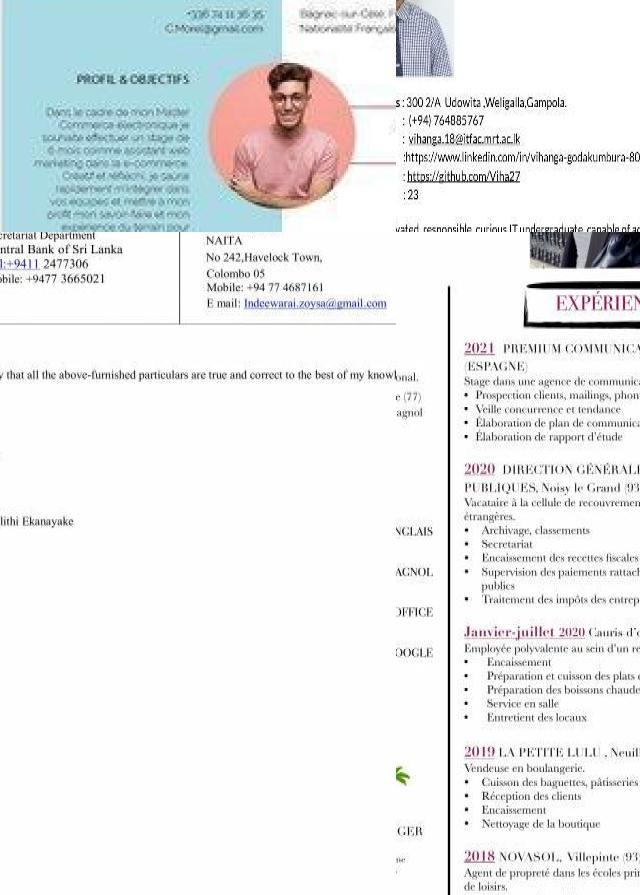 C.Morel@gmail.com
Bagnac-sur-Célé, F
Nationalité Français
PROFIL & OBJECTIFS
Dans le cadre de mon Master
Commerce électronique je
souhaite effectuer un stage de
6 mois comme assistant web
marketing dans le e-commerce.
Créatif et réfléchi, je saurai
rapidement m'intégrer dans
vos équipes et mettre à mon
profit mon savoir-faire et mon
expérience du terrain pour
s : 300 2/A Udowita ,Weligalla,Gampola.
: (+94) 764885767
: vihanga.18@itfac.mrt.ac.lk
:https://www.linkedin.com/in/vihanga-godakumbura-80
: https://github.com/Viha27
: 23
vated, responsible, curious IT undergraduate, capable of ad
cretariat Department
ntral Bank of Sri Lanka
l:+9411 2477306
obile: +9477 3665021
NAITA
No 242,Havelock Town,
Colombo 05
Mobile: +94 77 4687161
E mail: Indeewarai.zoysa@gmail.com
y that all the above-furnished particulars are true and correct to the best of my knowl
lithi Ekanayake
onal.
e (77)
agnol
NGLAIS
AGNOL
OFFICE
OOGLE
GER
ne
EXPÉRIEN
2021 PREMIUM COMMUNICA
(ESPAGNE)
Stage dans une agence de communica
• Prospection clients, mailings, phon
• Veille concurrence et tendance
• Élaboration de plan de communica
• Élaboration de rapport d'étude
2020 DIRECTION GÉNÉRALE
PUBLIQUES, Noisy le Grand (93
Vacataire à la cellule de recouvremen
étrangères.
• Archivage, classements
• Secretariat
• Encaissement des recettes fiscales
• Supervision des paiements rattach
publics
• Traitement des impôts des entrep
Janvier-juillet 2020 Cauris d'o
Employée polyvalente au sein d'un re
• Encaissement
• Préparation et cuisson des plats c
• Préparation des boissons chaude
• Service en salle
• Entretient des locaux
2019 LA PETITE LULU , Neuill
Vendeuse en boulangerie.
• Cuisson des baguettes, pâtisseries
• Réception des clients
• Encaissement
• Nettoyage de la boutique
2018 NOVASOL, Villepinte (93
Agent de propreté dans les écoles prin
de loisirs.